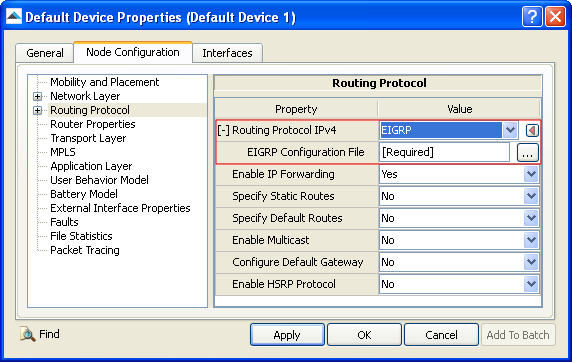 Default Device Properties (Default Device 1)
General Node Configuration Interfaces
Mobility and Placement
Network Layer
Routing Protocol
Router Properties
Transport Layer
MPLS
Application Layer
User Behavior Model
Battery Model
External Interface Properties
Faults
File Statistics
Packet Tracing
Routing Protocol
Property Value
[-] Routing Protocol IPv4 EIGRP
EIGRP Configuration File [Required] ...
Enable IP Forwarding Yes
Specify Static Routes No
Specify Default Routes No
Enable Multicast No
Configure Default Gateway No
Enable HSRP Protocol No
Find Apply OK Cancel Add To Batch